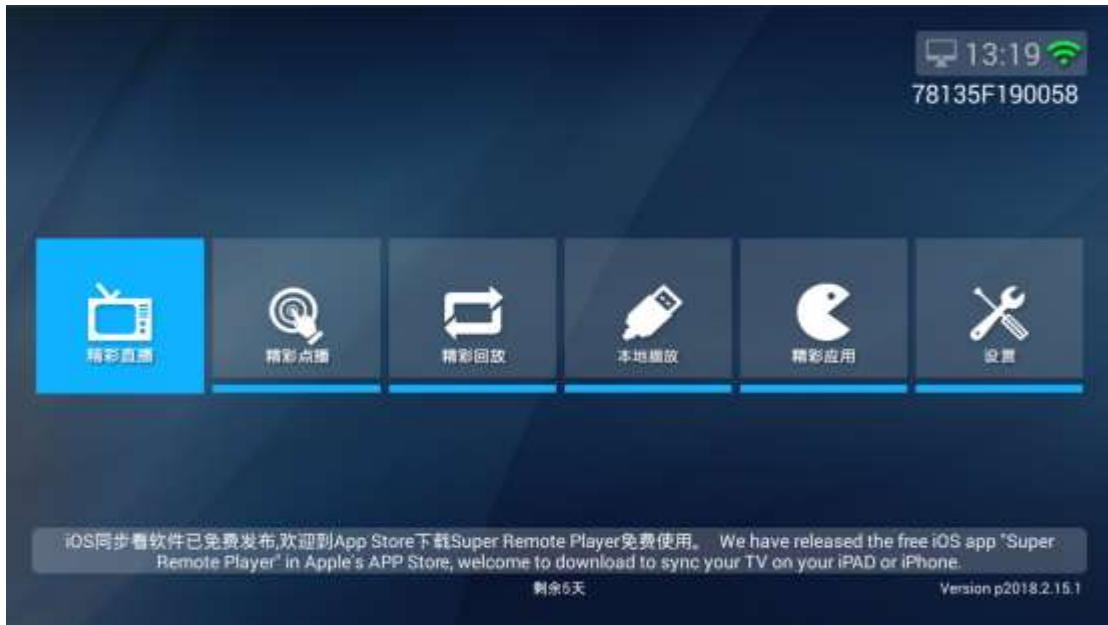 13:19
78135F190058
精彩直播
精彩点播
精彩回放
本地播放
精彩应用
设置
iOS同步看软件已免费发布,欢迎到App Store下载Super Remote Player免费使用。 We have released the free iOS app "Super
Remote Player" in Apple's APP Store, welcome to download to sync your TV on your iPAD or iPhone.
剩余5天
Version p2018.2.15.1